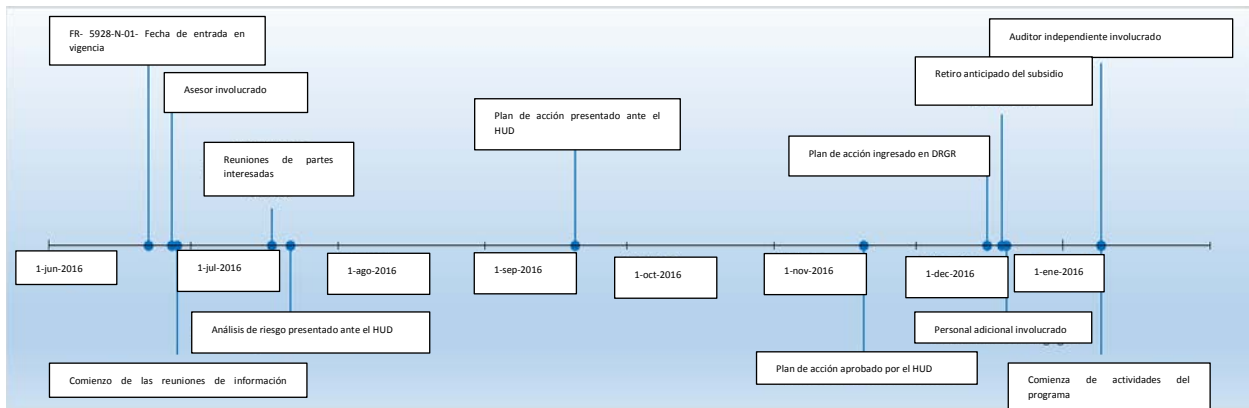 FR- 5928-N-01- Fecha de entrada en
vigencia
Asesor involucrado
Reuniones de partes
interesadas
Plan de acción presentado ante el
HUD
Auditor independiente involucrado
Retiro anticipado del subsidio
Plan de acción ingresado en DRGR
1-jun-2016
1-jul-2016
1-ago-2016
1-sep-2016
1-oct-2016
1-nov-2016
1-dec-2016
1-ene-2016
Análisis de riesgo presentado ante el HUD
Comienzo de las reuniones de información
Personal adicional involucrado
Plan de acción aprobado por el HUD
Comienza de actividades del
programa